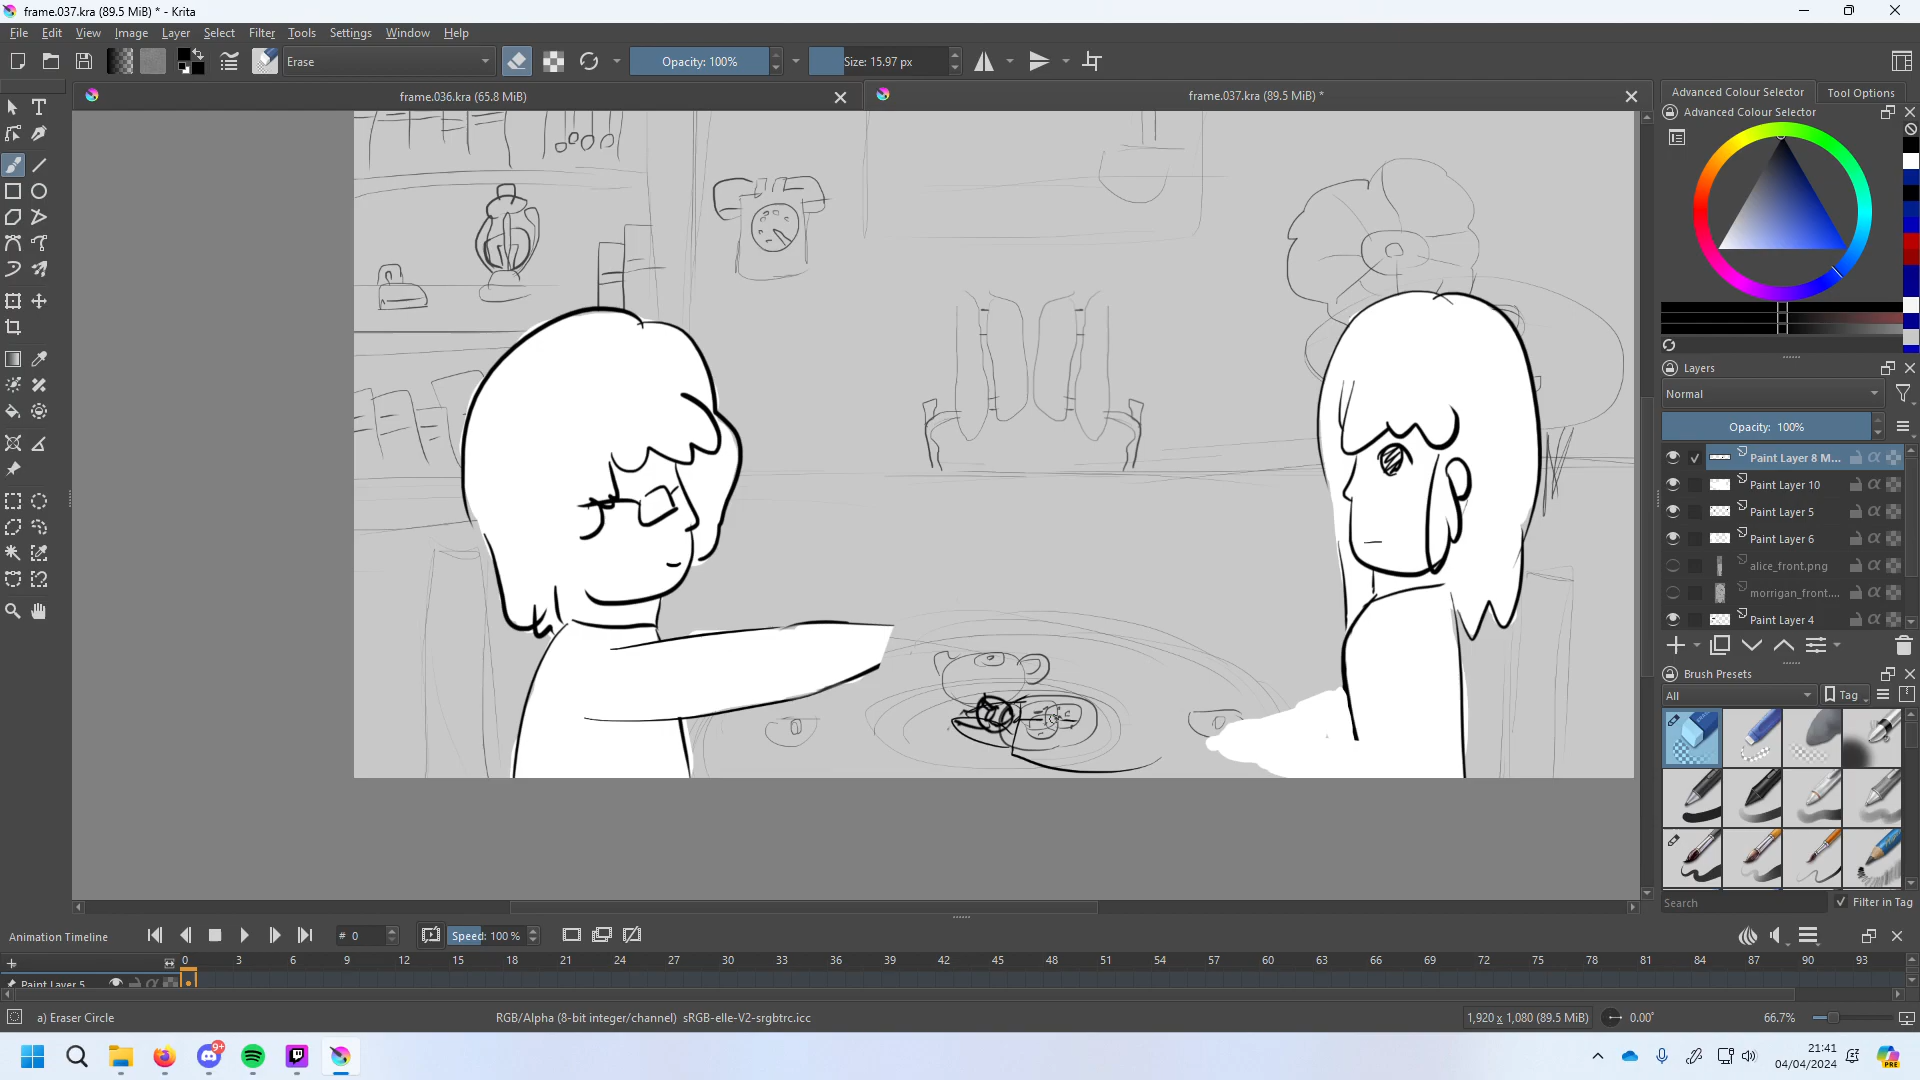 frame.037.kra (89.5 MiB) * - Krita
File Edit View Image Layer Select Filter Tools Settings Window Help
Erase
Opacity: 100%
Size: 15.97 px
frame.036.kra (65.8 MiB)
frame.037.kra (89.5 MiB) *
Advanced Colour Selector
Tool Options
Advanced Colour Selector
Layers
Normal
Opacity: 100%
Paint Layer 8 M...
Paint Layer 10
Paint Layer 5
Paint Layer 6
alice_front.png
morrigan_front....
Paint Layer 4
Brush Presets
All
Tag
Search
Filter in Tag
Animation Timeline
# 0
Speed: 100 %
0 3 6 9 12 15 18 21 24 27 30 33 36 39 42 45 48 51 54 57 60 63 66 69 72 75 78 81 84 87 90 93
Paint Layer 5
a) Eraser Circle
RGB/Alpha (8-bit integer/channel) sRGB-elle-V2-srgbtrc.icc
1,920 x 1,080 (89.5 MiB)
0.00°
66.7%
9+
21:41
04/04/2024
PRE